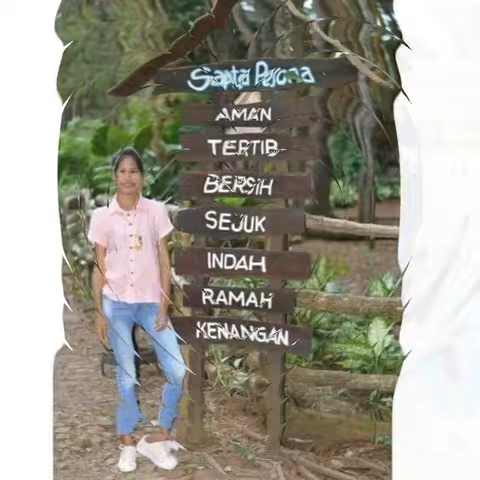 Sapta Pesona
AMAN
TERTIB
BERSIH
SEJUK
INDAH
RAMAH
KENANGAN